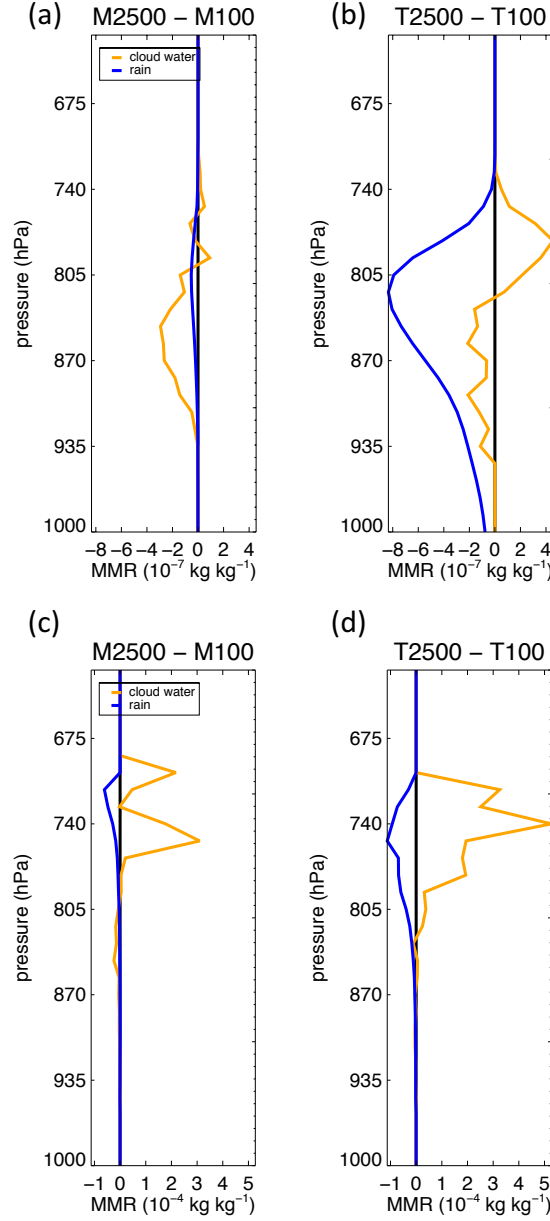 (a)
M2500 − M100
cloud water
rain
675
740
805
870
935
1000
pressure (hPa)
−8 −6 −4 −2 0 2 4
MMR (10⁻⁷ kg kg⁻¹)
(b)
T2500 − T100
675
740
805
870
935
1000
pressure (hPa)
−8 −6 −4 −2 0 2 4
MMR (10⁻⁷ kg kg⁻¹)
(c)
M2500 − M100
cloud water
rain
675
740
805
870
935
1000
pressure (hPa)
−1 0 1 2 3 4 5
MMR (10⁻⁴ kg kg⁻¹)
(d)
T2500 − T100
675
740
805
870
935
1000
pressure (hPa)
−1 0 1 2 3 4 5
MMR (10⁻⁴ kg kg⁻¹)